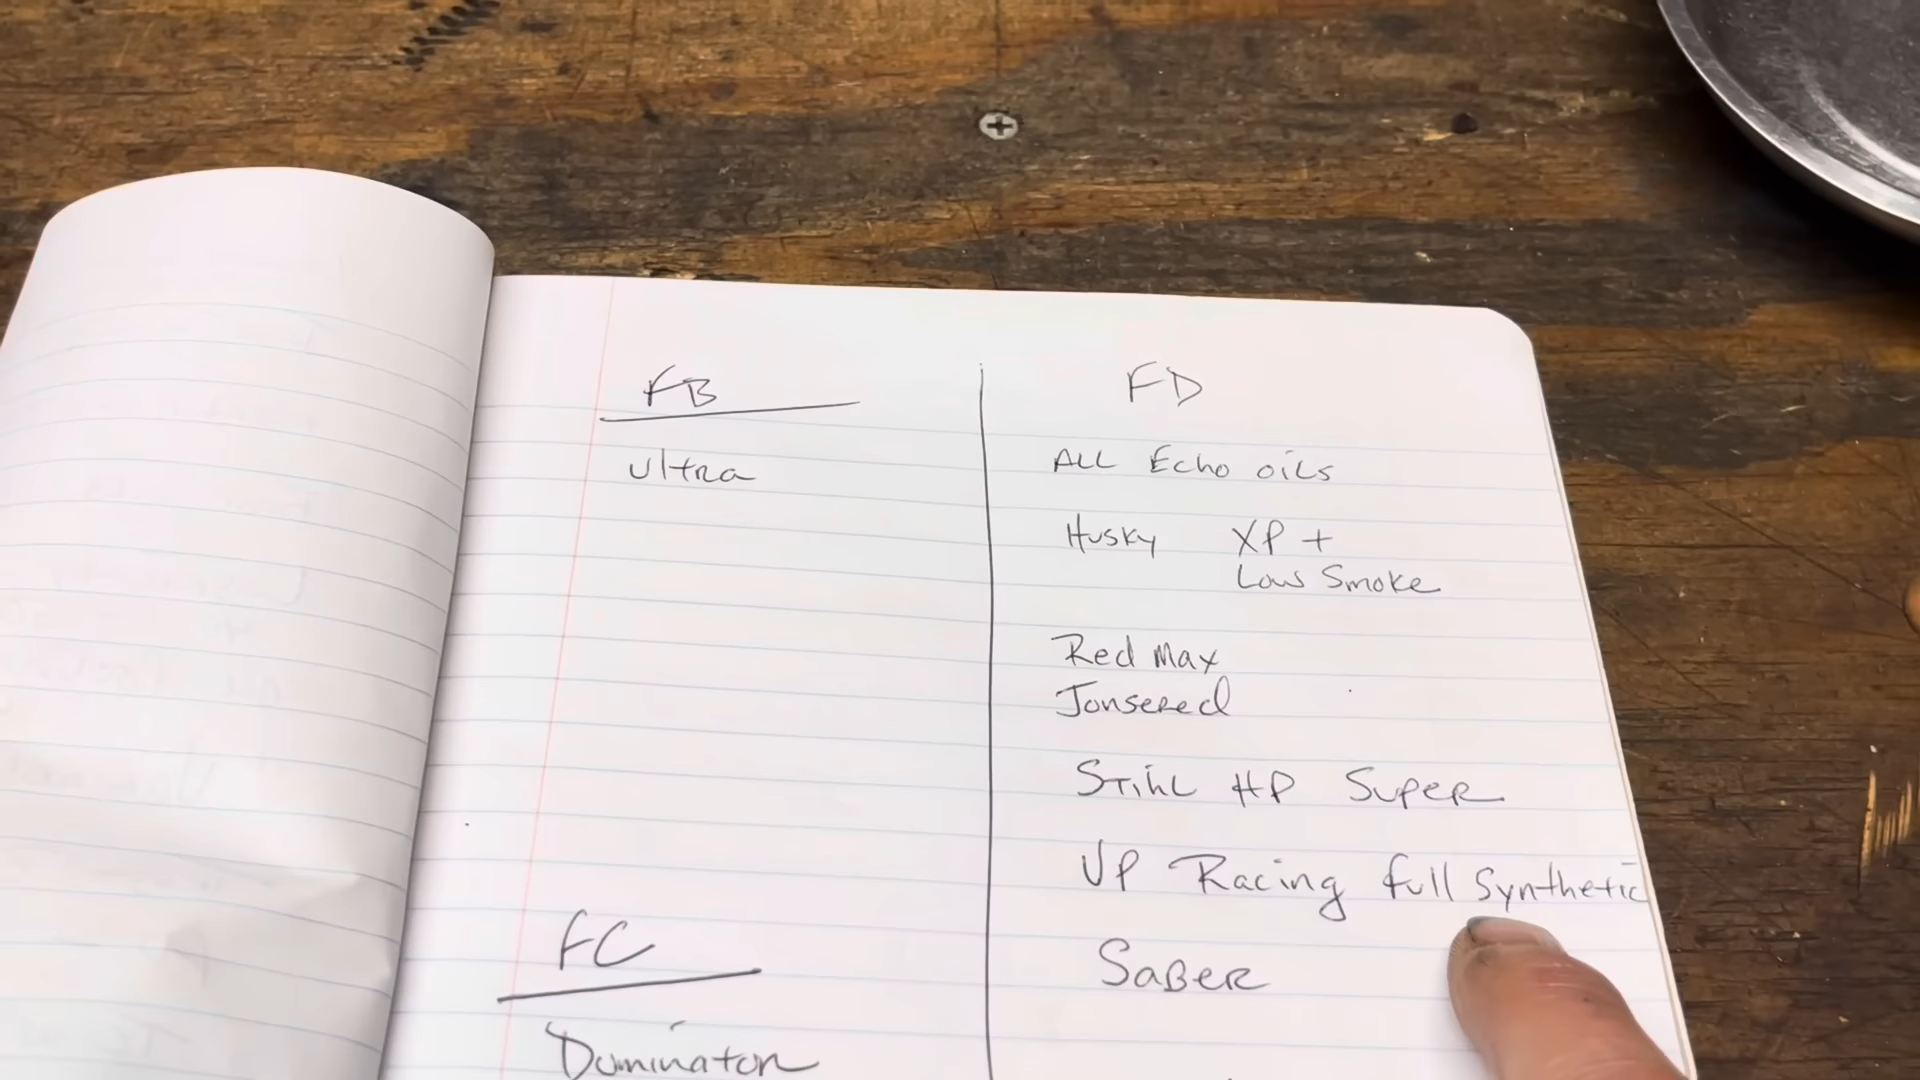 FB
Ultra
FC
Dominator
FD
ALL Echo oils
Husky XP +
Low Smoke
Red Max
Jonsered
Stihl HP Super
VP Racing full Synthetic
Saber